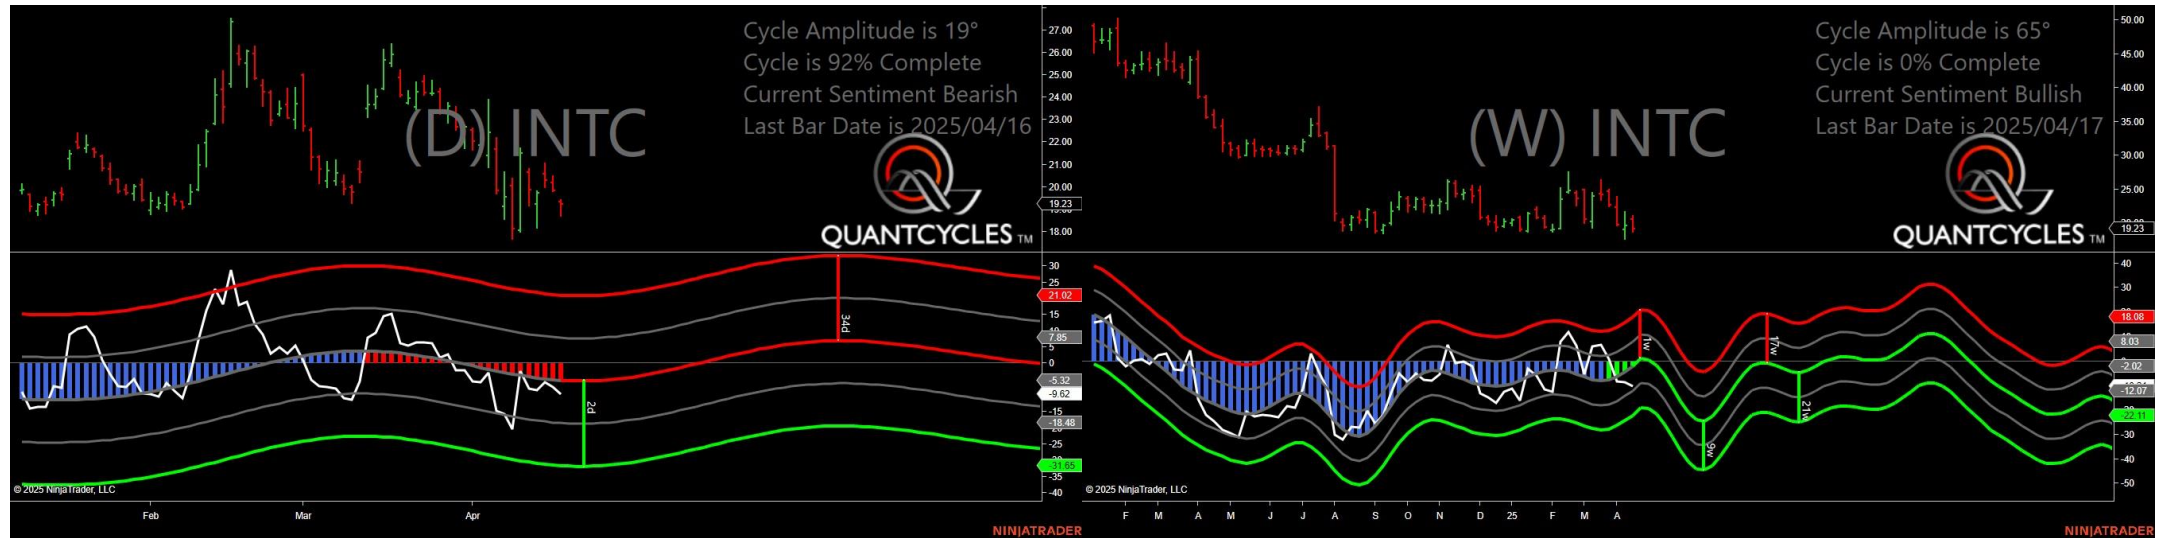 Cycle Amplitude is 19°
Cycle is 92% Complete
Current Sentiment Bearish
Last Bar Date is 2025/04/16
(D) INTC
QUANTCYCLES TM
27.00
26.00
25.00
24.00
23.00
22.00
21.00
20.00
19.23
18.00
30
25
21.02
15
7.85
5
0
-5.32
-9.62
-15
-18.48
-25
-31.65
-35
-40
34d
2d
© 2025 NinjaTrader, LLC
Feb Mar Apr
NINJATRADER
Cycle Amplitude is 65°
Cycle is 0% Complete
Current Sentiment Bullish
Last Bar Date is 2025/04/17
(W) INTC
QUANTCYCLES TM
50.00
45.00
40.00
35.00
30.00
25.00
19.23
40
30
18.08
8.03
-2.02
-12.07
-22.11
-30
-40
-50
1w
17w
9w
21w
© 2025 NinjaTrader, LLC
F M A M J J A S O N D 25 F M A
NINJATRADER